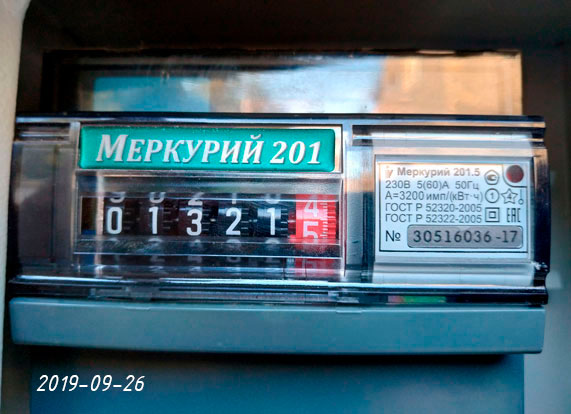 МЕРКУРИЙ 201
0 1 3 2 1 5
Меркурий 201.5
230В 5(60)А 50Гц
А=3200 имп/(кВт·ч)
ГОСТ Р 52320-2005
ГОСТ Р 52322-2005
№ 30516036-17
2019-09-26